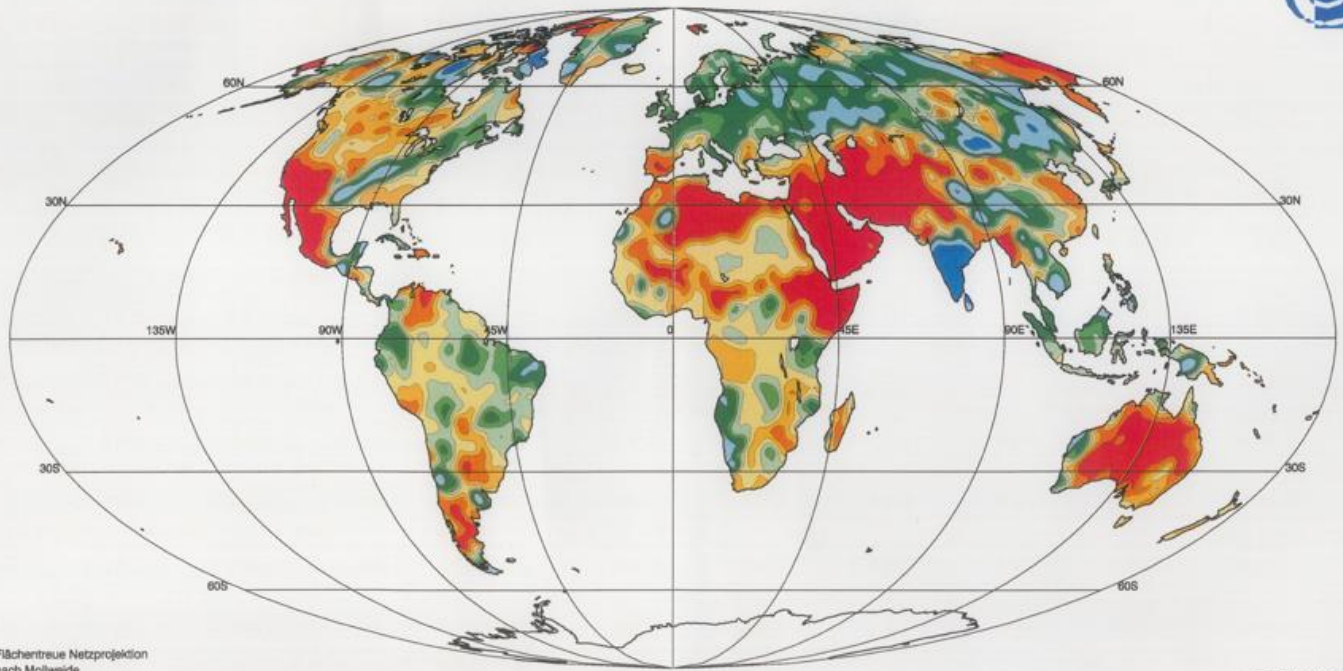 60N
60N
30N
30N
135W
90W
45W
0
45E
90E
135E
30S
30S
60S
60S
Flächentreue Netzprojektion
nach Mollweide